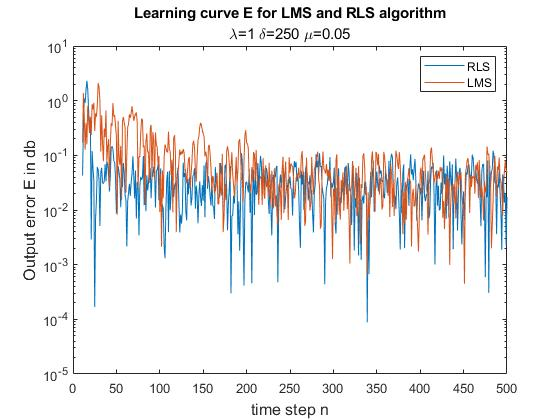 Learning curve E for LMS and RLS algorithm
λ=1 δ=250 μ=0.05
RLS
LMS
Output error E in db
10^1
10^0
10^-1
10^-2
10^-3
10^-4
10^-5
0 50 100 150 200 250 300 350 400 450 500
time step n